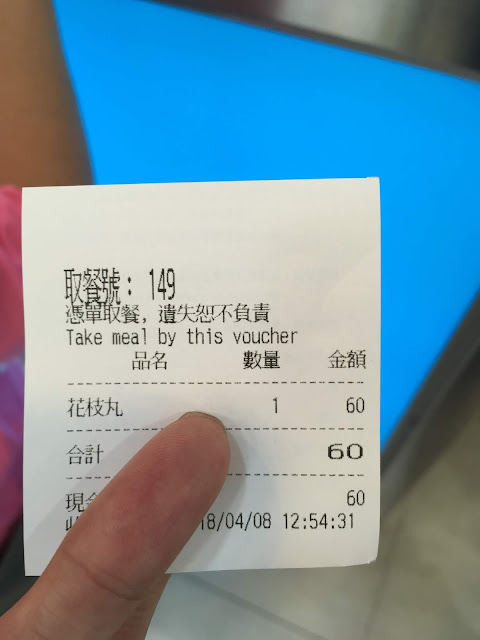 取餐號： 149
憑單取餐，遺失恕不負責
Take meal by this voucher
品名 數量 金額
花枝丸 1 60
合計 60
現 60
18/04/08 12:54:31